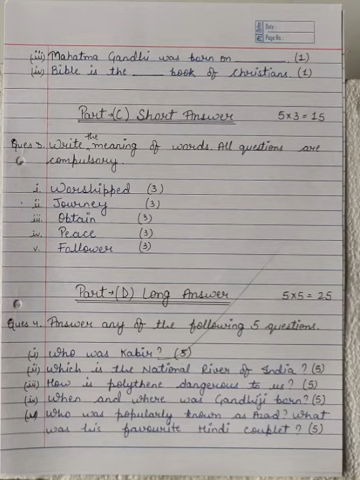 Date :
Page No. :
(iii) Mahatma Gandhi was born on ________. (1)
(iv) Bible is the ____ book of christians. (1)
Part→(C) Short Answer 5×3=15
Ques 3. Write the meaning of words. All questions are
compulsory.
i. Worshipped (3)
ii. Journey (3)
iii. Obtain (3)
iv. Peace (3)
v. Follower (3)
Part→(D) Long Answer 5×5=25
Ques 4. Answer any of the following 5 questions.
(i) Who was Kabir? (5)
(ii) Which is the National River of India? (5)
(iii) How is polythene dangerous to us? (5)
(iv) When and where was Gandhiji born? (5)
(v) Who was popularly known as Azad? What
was his favourite Hindi couplet? (5)